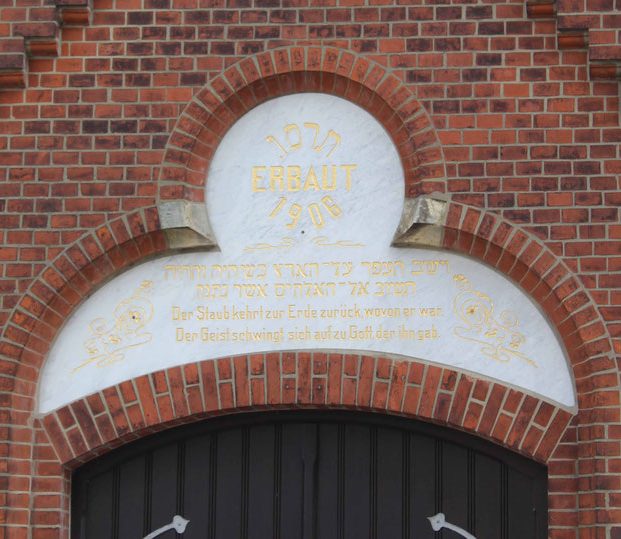 תרסו
ERBAUT
1906
וישב העפר על־הארץ כשהיה והרוח
תשוב אל־האלהים אשר נתנה
Der Staub kehrt zur Erde zurück, wovon er war.
Der Geist schwingt sich auf zu Gott, der ihn gab.